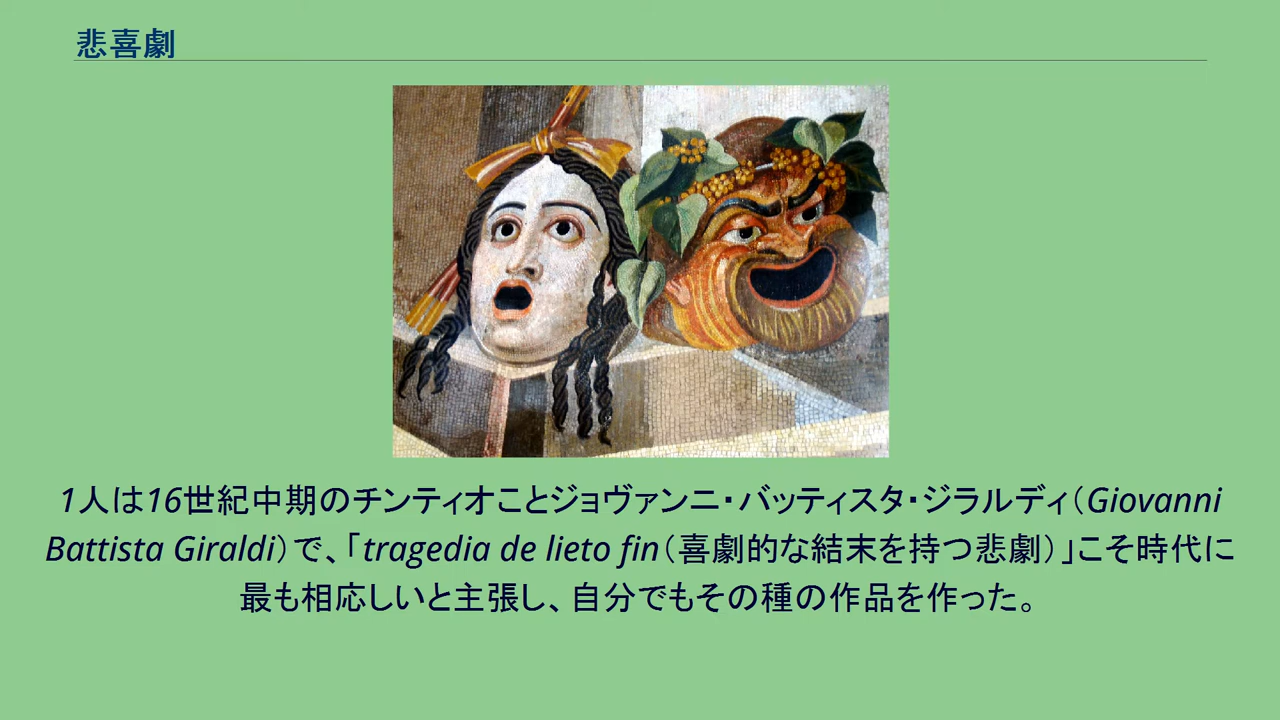 悲喜劇
1人は16世紀中期のチンティオことジョヴァンニ・バッティスタ・ジラルディ（Giovanni
Battista Giraldi）で、「tragedia de lieto fin（喜劇的な結末を持つ悲劇）」こそ時代に
最も相応しいと主張し、自分でもその種の作品を作った。